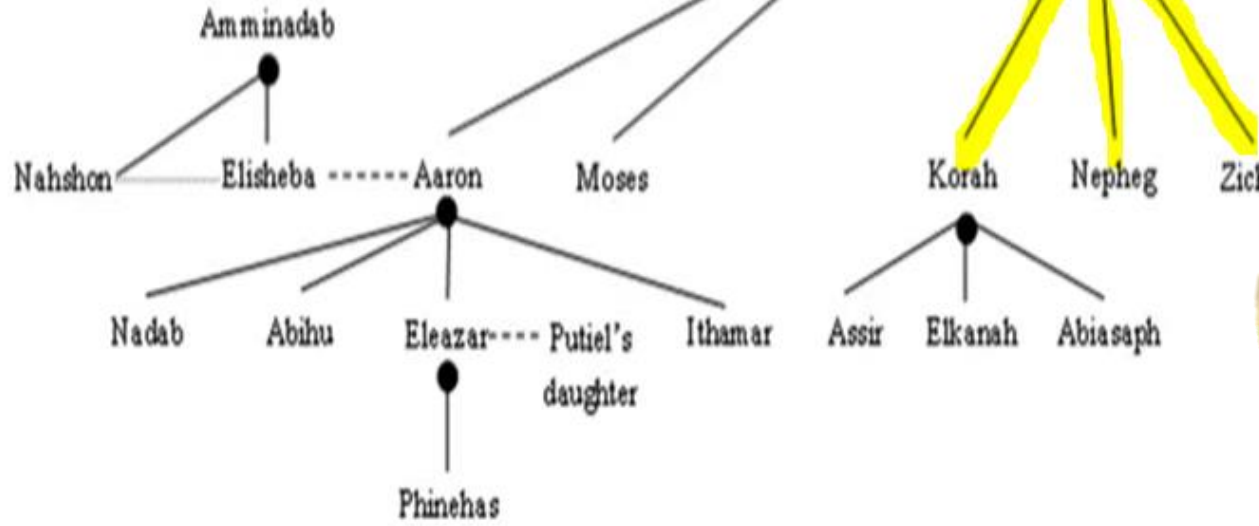 Amminadab
Nahshon Elisheba Aaron Moses Korah Nepheg
Nadab Abihu Eleazar Putiel's Ithamar Assir Elkanah Abiasaph
daughter
Phinehas